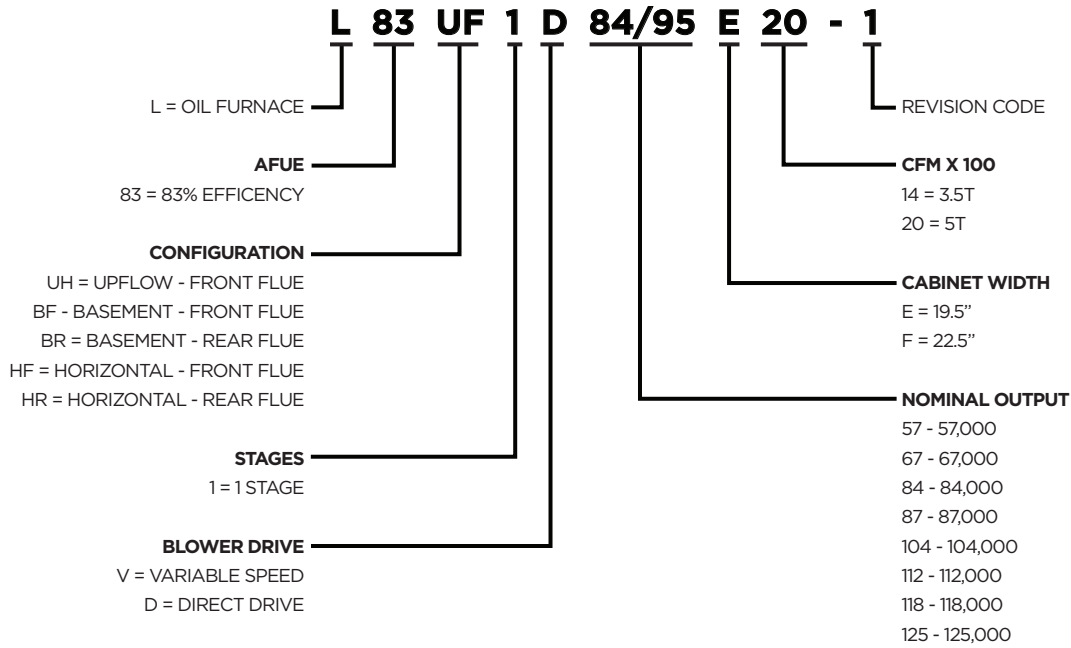 L 83 UF 1 D 84/95 E 20 - 1
L = OIL FURNACE
AFUE
83 = 83% EFFICENCY
CONFIGURATION
UH = UPFLOW - FRONT FLUE
BF - BASEMENT - FRONT FLUE
BR = BASEMENT - REAR FLUE
HF = HORIZONTAL - FRONT FLUE
HR = HORIZONTAL - REAR FLUE
STAGES
1 = 1 STAGE
BLOWER DRIVE
V = VARIABLE SPEED
D = DIRECT DRIVE
REVISION CODE
CFM X 100
14 = 3.5T
20 = 5T
CABINET WIDTH
E = 19.5”
F = 22.5”
NOMINAL OUTPUT
57 - 57,000
67 - 67,000
84 - 84,000
87 - 87,000
104 - 104,000
112 - 112,000
118 - 118,000
125 - 125,000